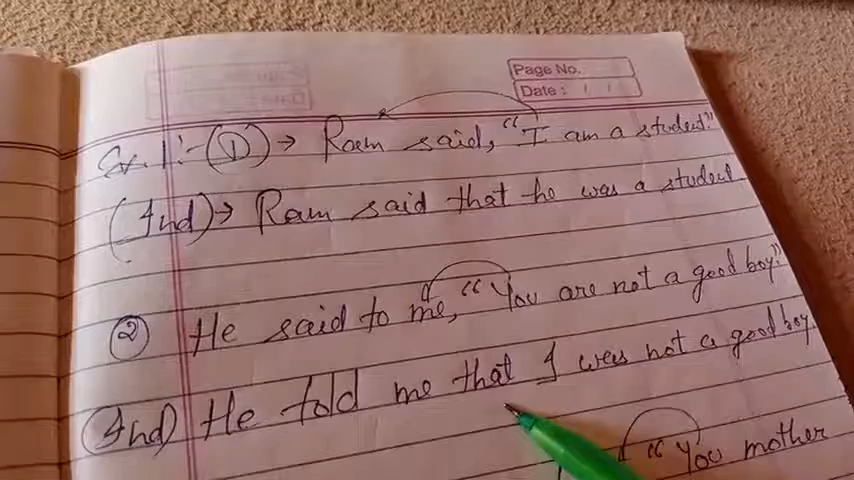 Page No.
Date : / /
Ex. 1:- (1) → Ram said, "I am a student."
(Ind) → Ram said that he was a student
(2) He said to me, "You are not a good boy."
(Ind) He told me that I was not a good boy.
"You mother